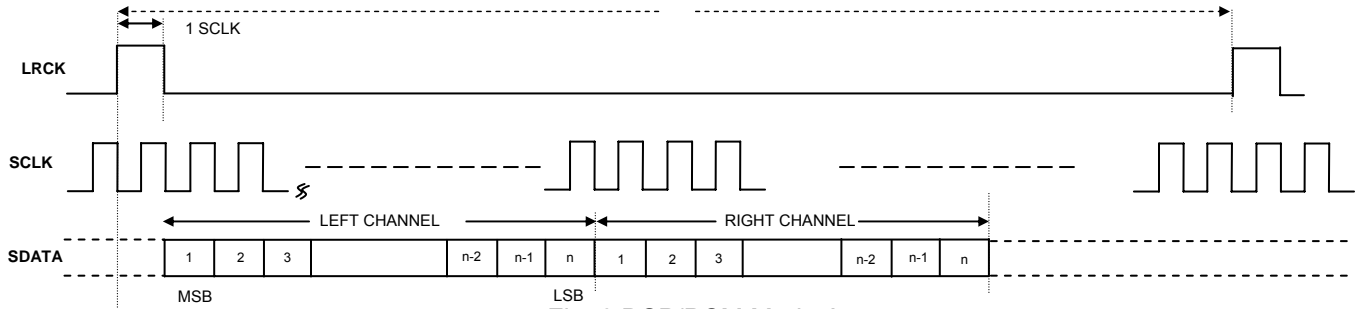 1 SCLK
LRCK
SCLK
LEFT CHANNEL RIGHT CHANNEL
SDATA 1 2 3 n-2 n-1 n 1 2 3 n-2 n-1 n
MSB LSB